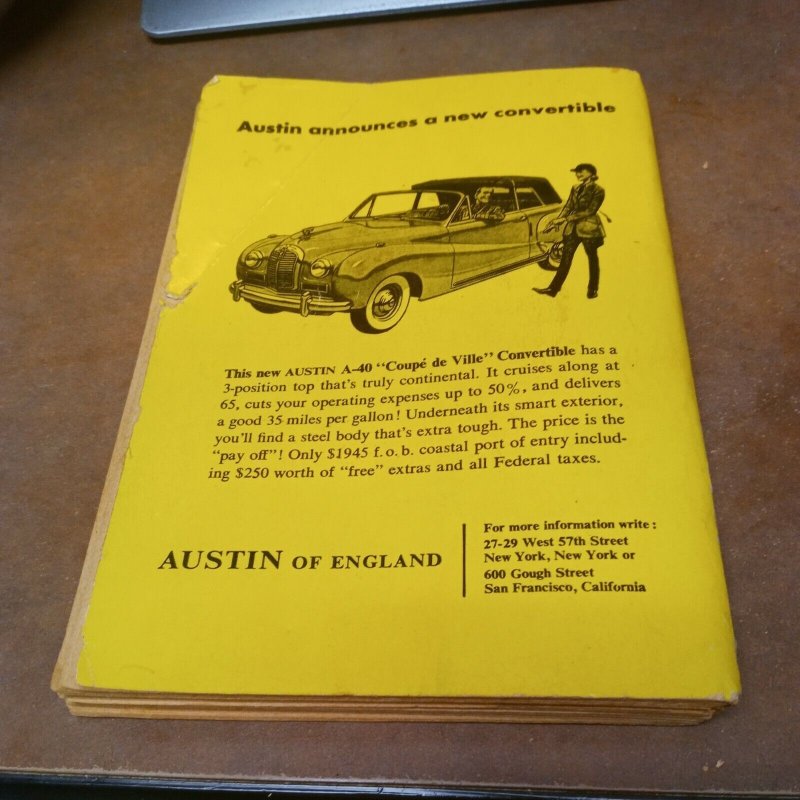 Austin announces a new convertible
This new AUSTIN A-40 "Coupé de Ville" Convertible has a
3-position top that's truly continental. It cruises along at
65, cuts your operating expenses up to 50%, and delivers
a good 35 miles per gallon! Underneath its smart exterior,
you'll find a steel body that's extra tough. The price is the
"pay off"! Only $1945 f.o.b. coastal port of entry includ-
ing $250 worth of "free" extras and all Federal taxes.
AUSTIN OF ENGLAND
For more information write:
27-29 West 57th Street
New York, New York or
600 Gough Street
San Francisco, California